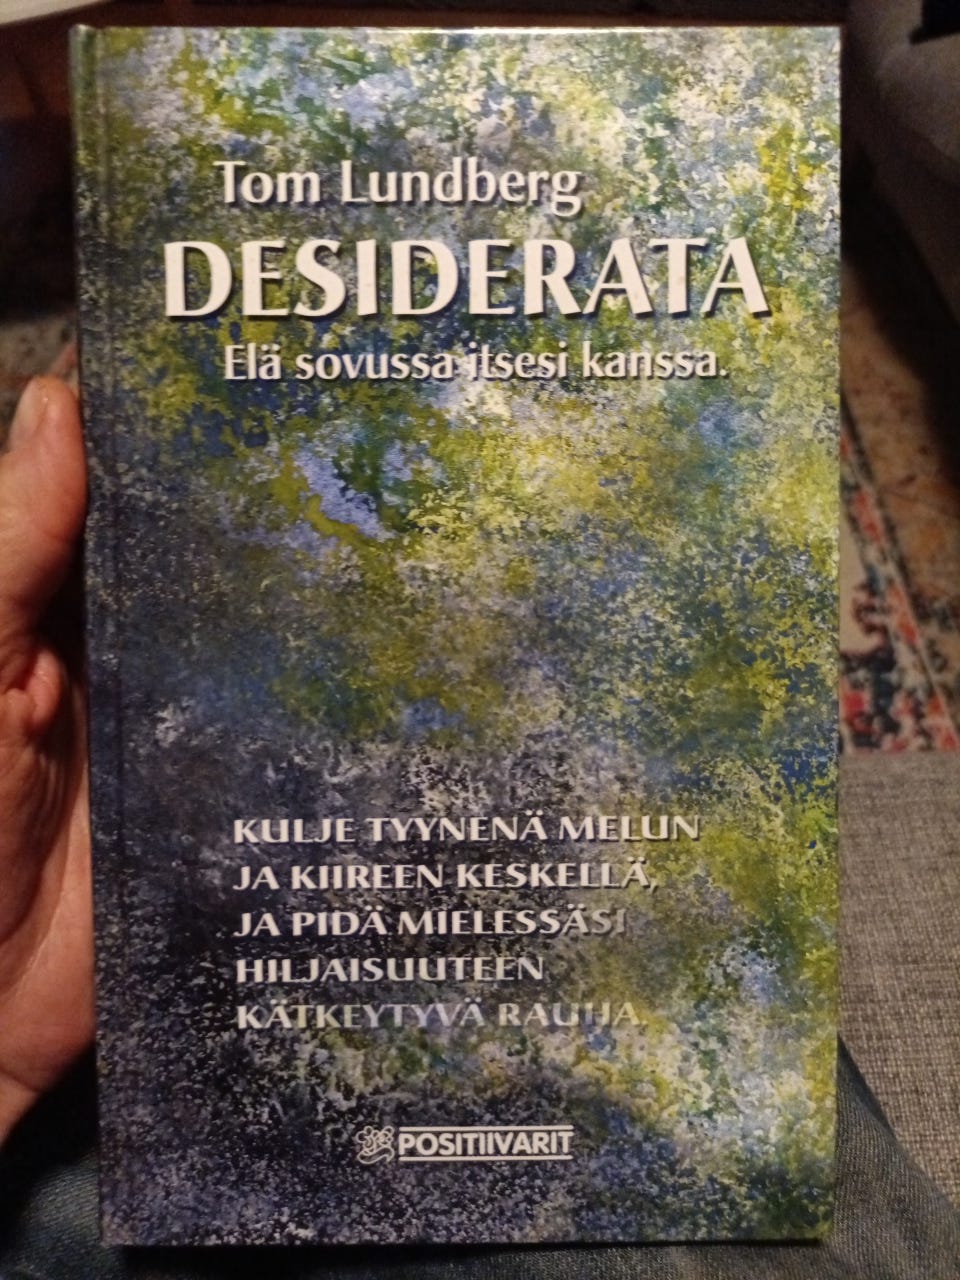 Tom Lundberg
DESIDERATA
Elä sovussa itsesi kanssa.
KULJE TYYNENÄ MELUN
JA KIIREEN KESKELLÄ,
JA PIDÄ MIELESSÄSI
HILJAISUUTEEN
KÄTKEYTYVÄ RAUHA.
POSITIIVARIT